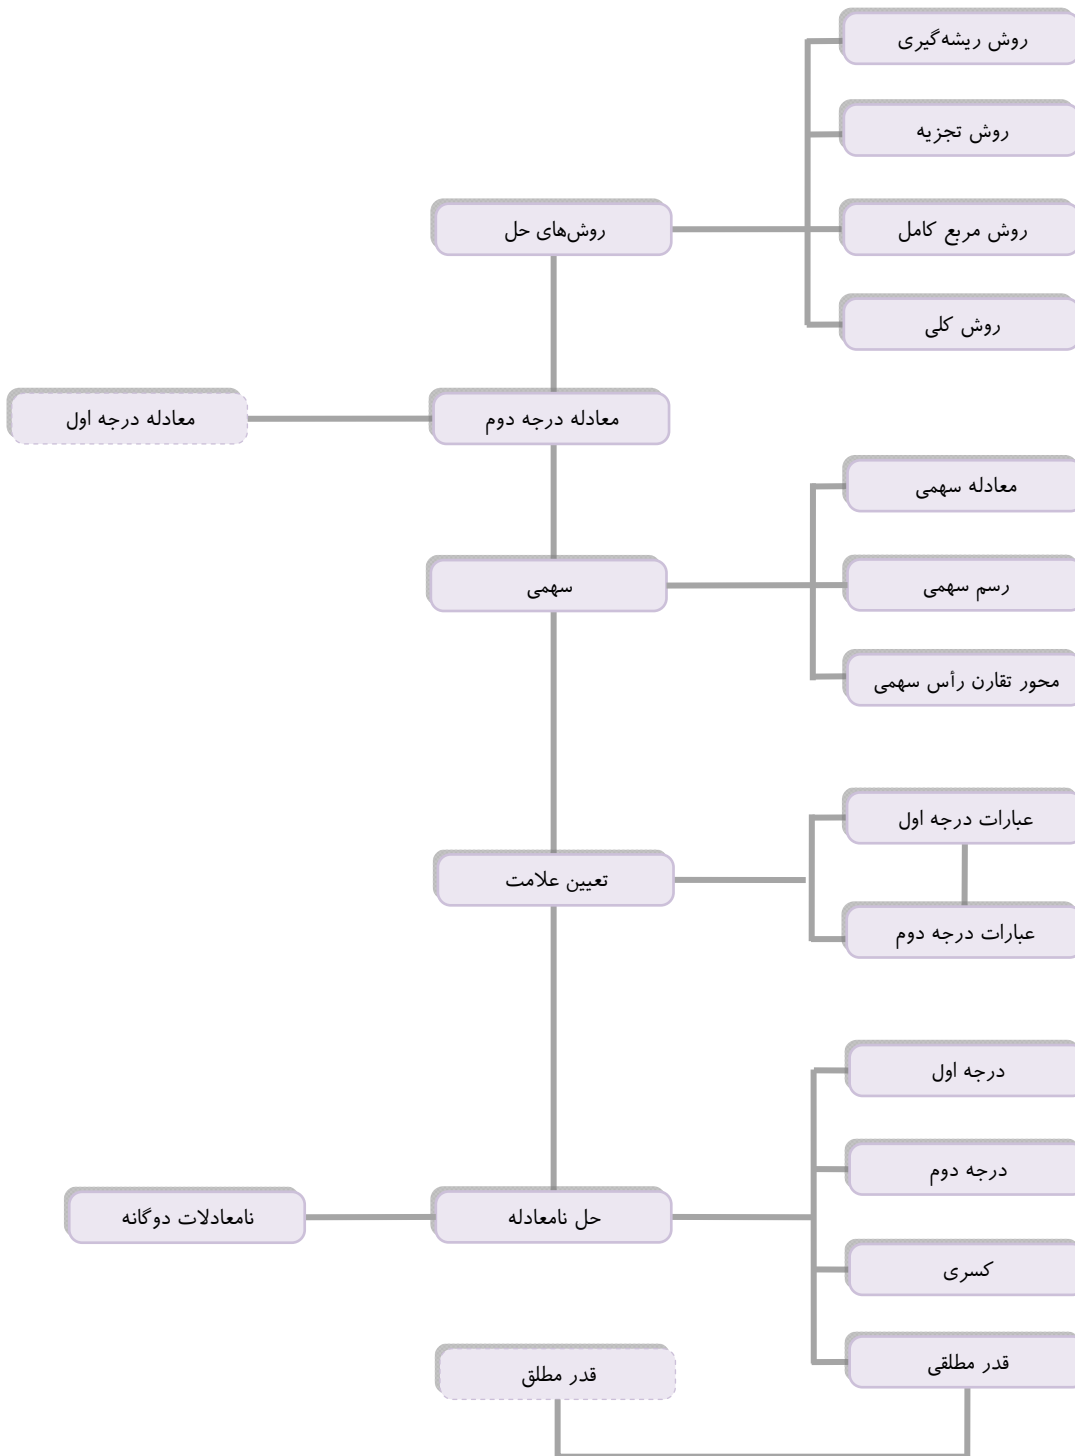 روش ریشه‌گیری
روش تجزیه
روش مربع کامل
روش‌های حل
روش کلی
معادله درجه دوم
معادله درجه اول
معادله سهمی
رسم سهمی
سهمی
محور تقارن رأس سهمی
عبارات درجه اول
تعیین علامت
عبارات درجه دوم
درجه اول
درجه دوم
حل نامعادله
نامعادلات دوگانه
کسری
قدر مطلقی
قدر مطلق